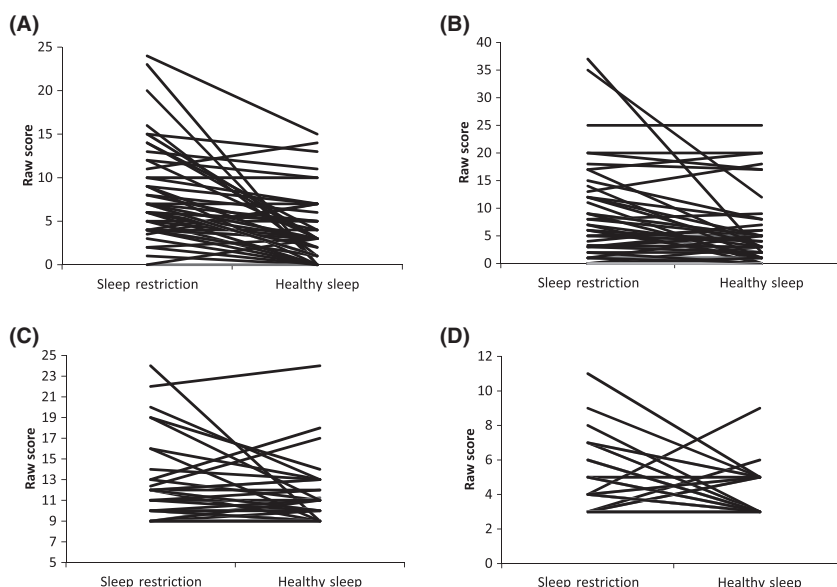 (A)
25
20
15
10
5
0
Raw score
Sleep restriction
Healthy sleep
(B)
40
35
30
25
20
15
10
5
0
Raw score
Sleep restriction
Healthy sleep
(C)
25
23
21
19
17
15
13
11
9
7
5
Raw score
Sleep restriction
Healthy sleep
(D)
12
10
8
6
4
2
0
Raw score
Sleep restriction
Healthy sleep